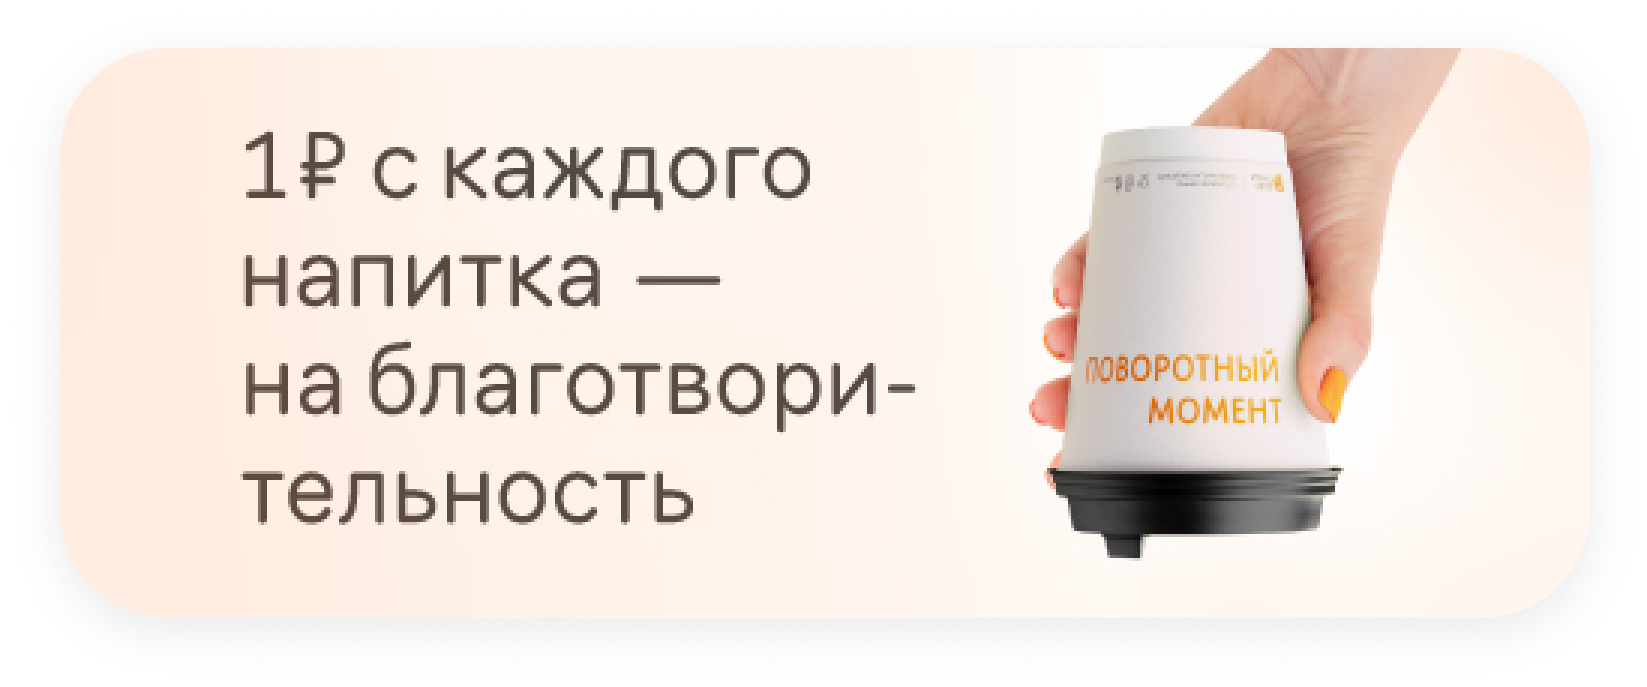 1₽ с каждого
напитка —
на благотвори-
тельность
ПОВОРОТНЫЙ
МОМЕНТ